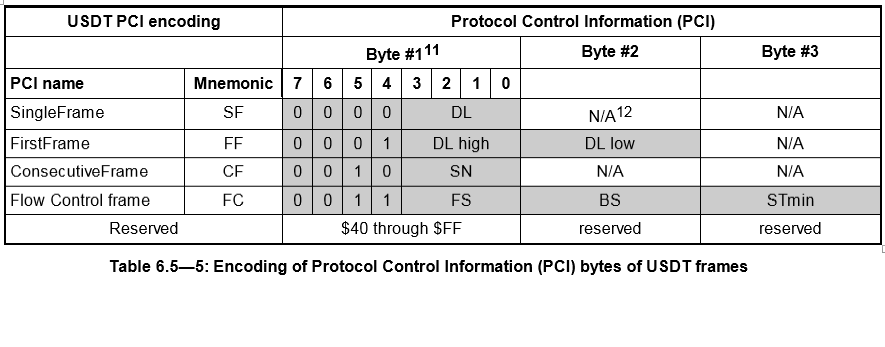 USDT PCI encoding Protocol Control Information (PCI)
Byte #1¹¹ Byte #2 Byte #3
PCI name Mnemonic 7 6 5 4 3 2 1 0
SingleFrame SF 0 0 0 0 DL N/A¹² N/A
FirstFrame FF 0 0 0 1 DL high DL low N/A
ConsecutiveFrame CF 0 0 1 0 SN N/A N/A
Flow Control frame FC 0 0 1 1 FS BS STmin
Reserved $40 through $FF reserved reserved
Table 6.5—5: Encoding of Protocol Control Information (PCI) bytes of USDT frames